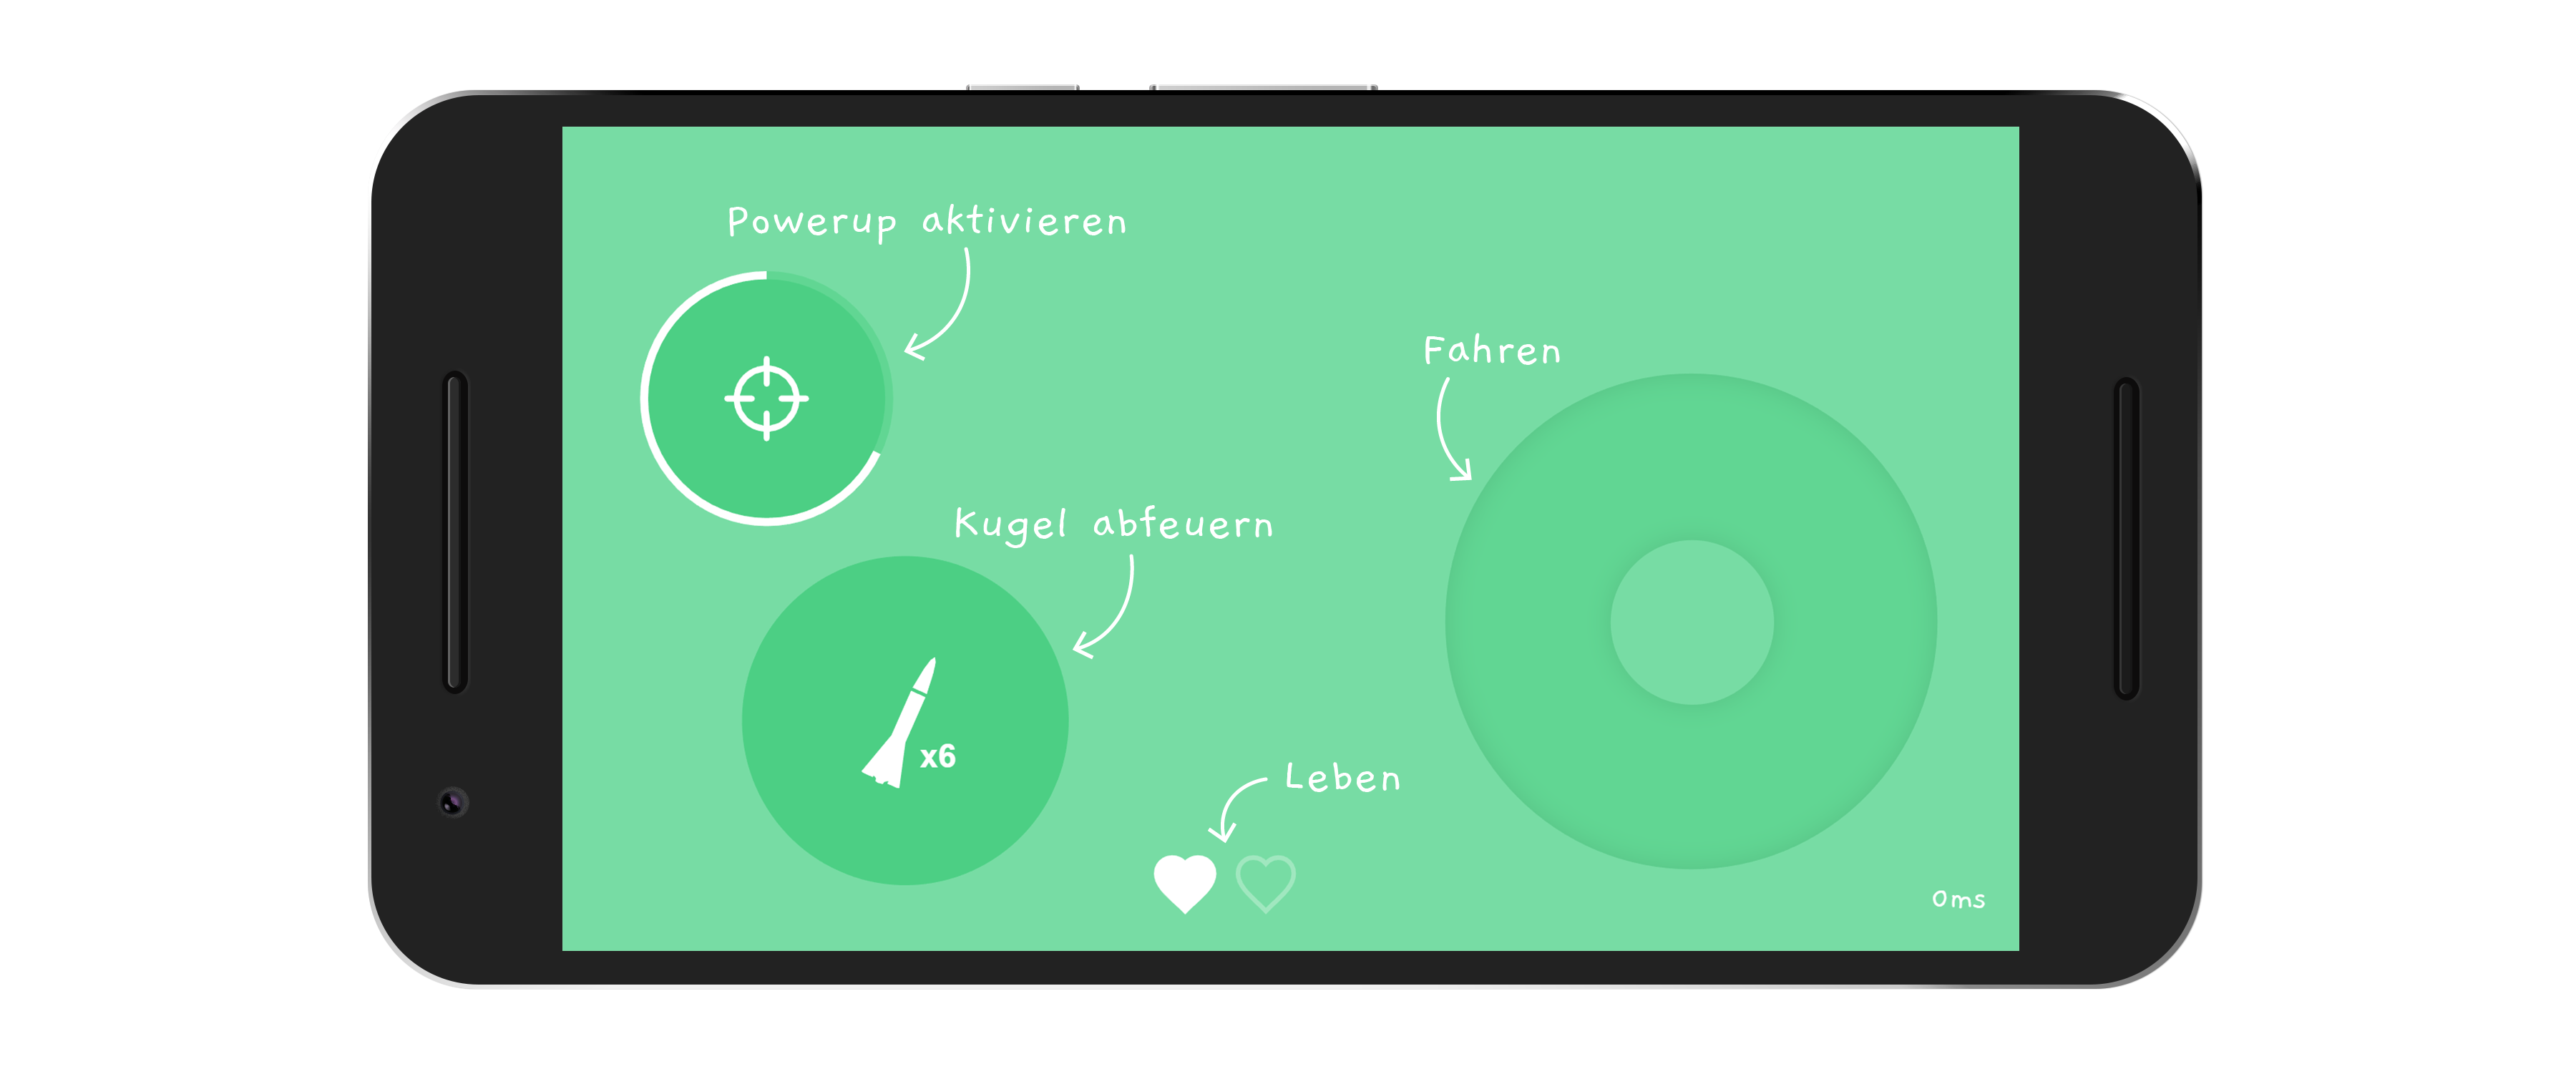 Powerup aktivieren
Fahren
Kugel abfeuern
x6
Leben
0ms